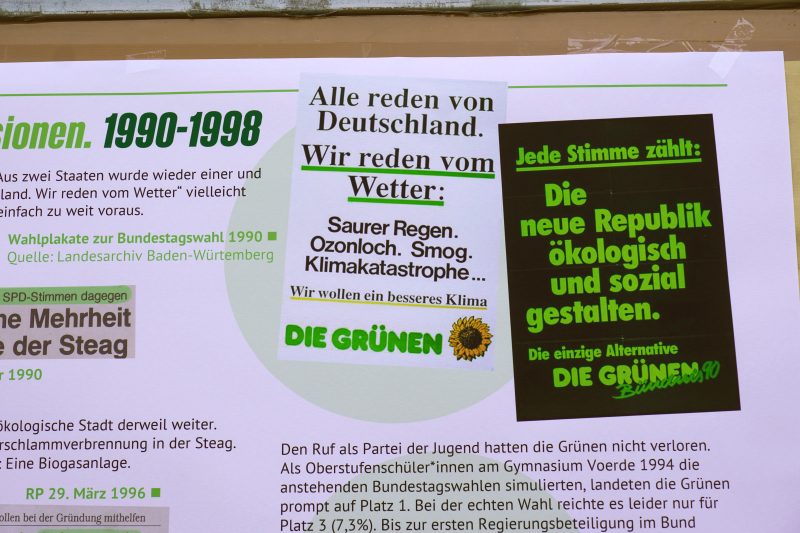 sionen. 1990-1998
Aus zwei Staaten wurde wieder einer und
land. Wir reden vom Wetter“ vielleicht
einfach zu weit voraus.
Wahlplakate zur Bundestagswahl 1990
Quelle: Landesarchiv Baden-Würtemberg
SPD-Stimmen dagegen
ne Mehrheit
e der Steag
r 1990
ökologische Stadt derweil weiter.
rschlammverbrennung in der Steag.
: Eine Biogasanlage.
RP 29. März 1996
ollen bei der Gründung mithelfen
Alle reden von
Deutschland.
Wir reden vom
Wetter:
Saurer Regen.
Ozonloch. Smog.
Klimakatastrophe...
Wir wollen ein besseres Klima
DIE GRÜNEN
Jede Stimme zählt:
Die
neue Republik
ökologisch
und sozial
gestalten.
Die einzige Alternative
DIE GRÜNEN
Bündnis 90
Den Ruf als Partei der Jugend hatten die Grünen nicht verloren.
Als Oberstufenschüler*innen am Gymnasium Voerde 1994 die
anstehenden Bundestagswahlen simulierten, landeten die Grünen
prompt auf Platz 1. Bei der echten Wahl reichte es leider nur für
Platz 3 (7,3%). Bis zur ersten Regierungsbeteiligung im Bund